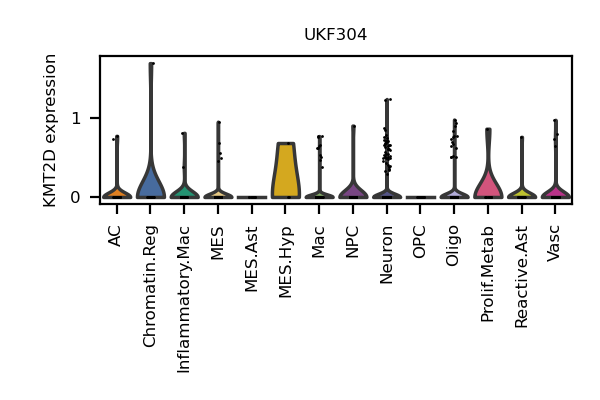 UKF304
KMT2D expression
1
0
AC
Chromatin.Reg
Inflammatory.Mac
MES
MES.Ast
MES.Hyp
Mac
NPC
Neuron
OPC
Oligo
Prolif.Metab
Reactive.Ast
Vasc